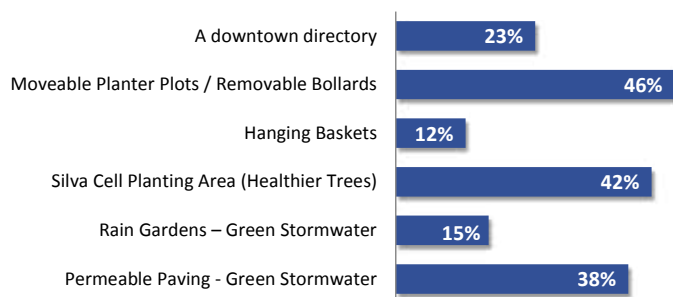 A downtown directory 23%
Moveable Planter Plots / Removable Bollards 46%
Hanging Baskets 12%
Silva Cell Planting Area (Healthier Trees) 42%
Rain Gardens – Green Stormwater 15%
Permeable Paving - Green Stormwater 38%